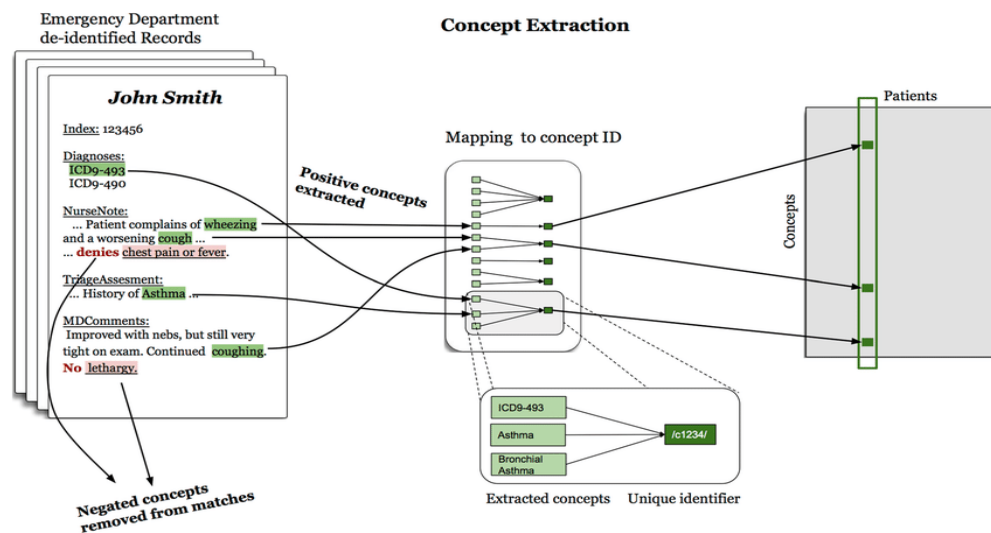 Emergency Department
de-identified Records
Concept Extraction
John Smith
Index: 123456
Diagnoses:
ICD9-493
ICD9-490
NurseNote:
... Patient complains of wheezing
and a worsening cough ...
... denies chest pain or fever.
TriageAssesment:
... History of Asthma ...
MDComments:
Improved with nebs, but still very
tight on exam. Continued coughing.
No lethargy.
Negated concepts
removed from matches
Positive concepts
extracted
Mapping to concept ID
ICD9-493
Asthma
Bronchial
Asthma
/c1234/
Extracted concepts
Unique identifier
Patients
Concepts